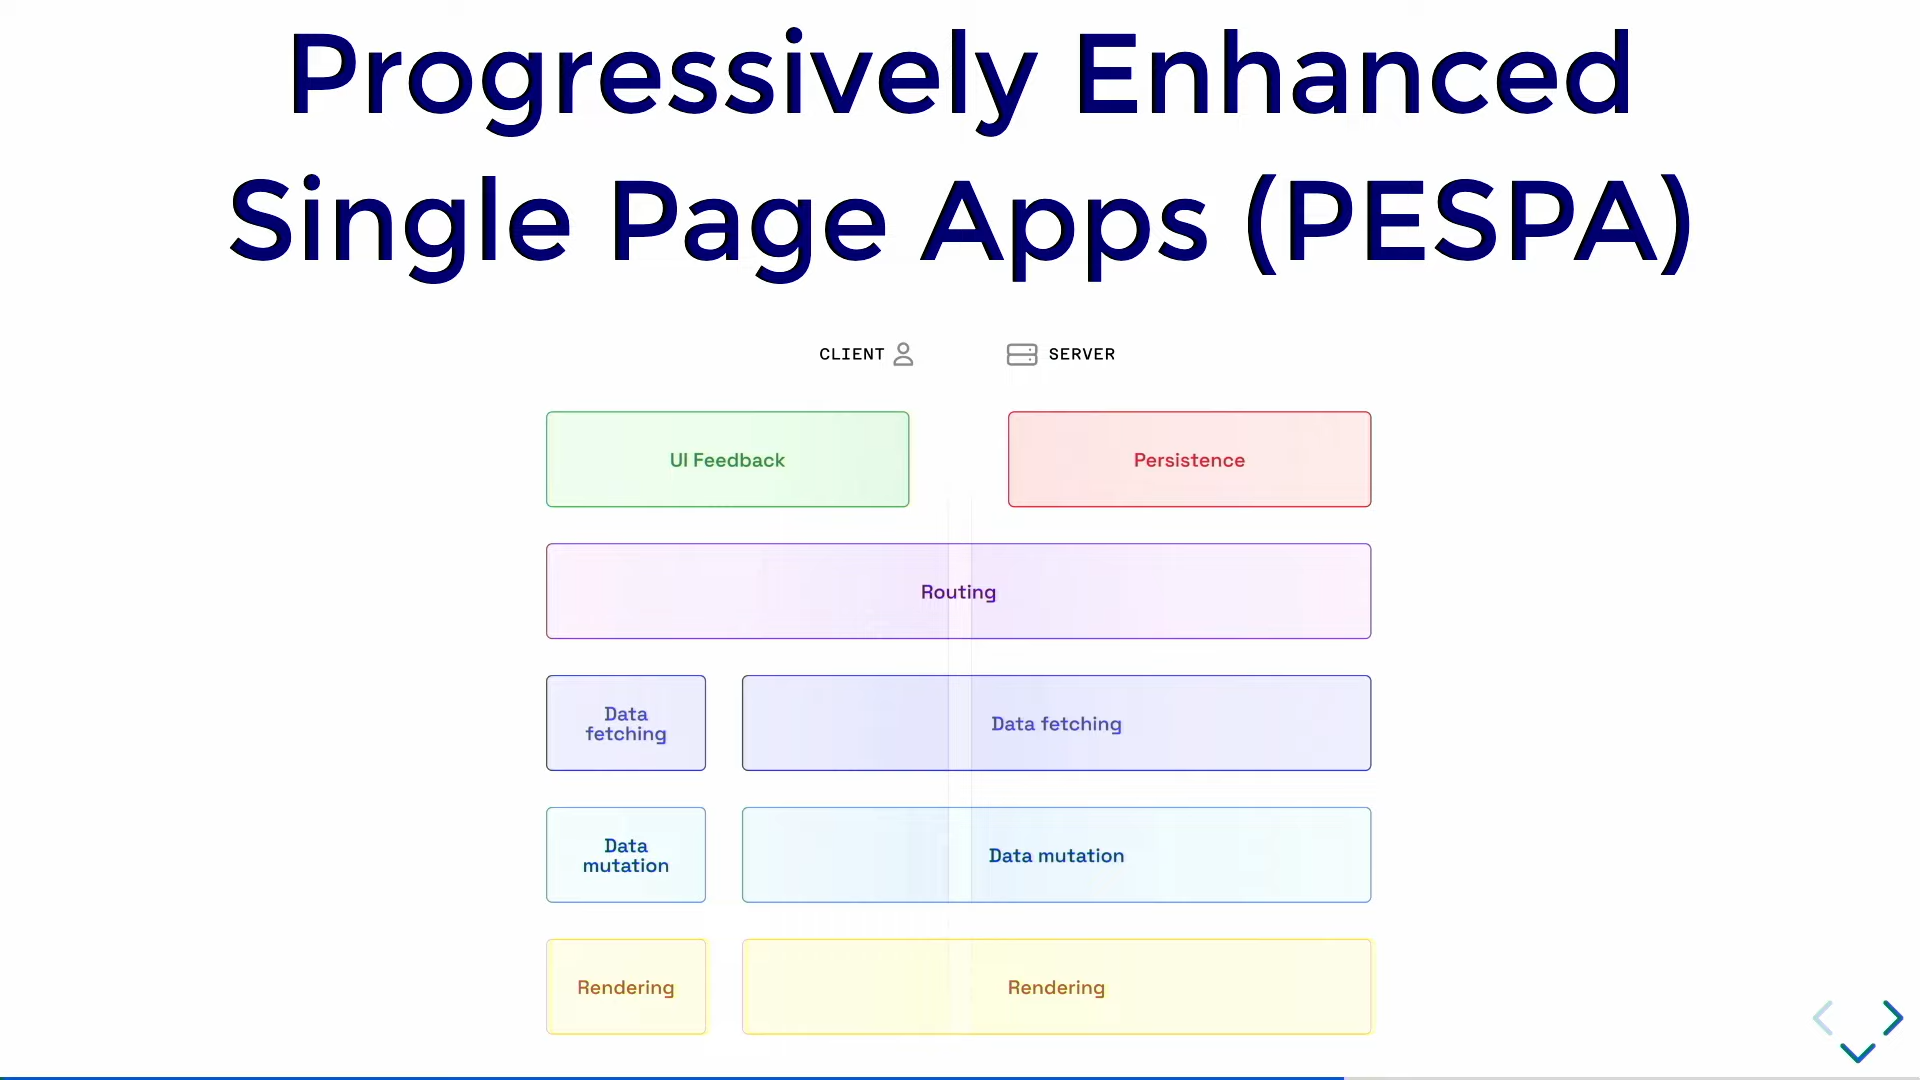 Progressively Enhanced
Single Page Apps (PESPA)
CLIENT SERVER
UI Feedback Persistence
Routing
Data
fetching
Data fetching
Data
mutation
Data mutation
Rendering Rendering